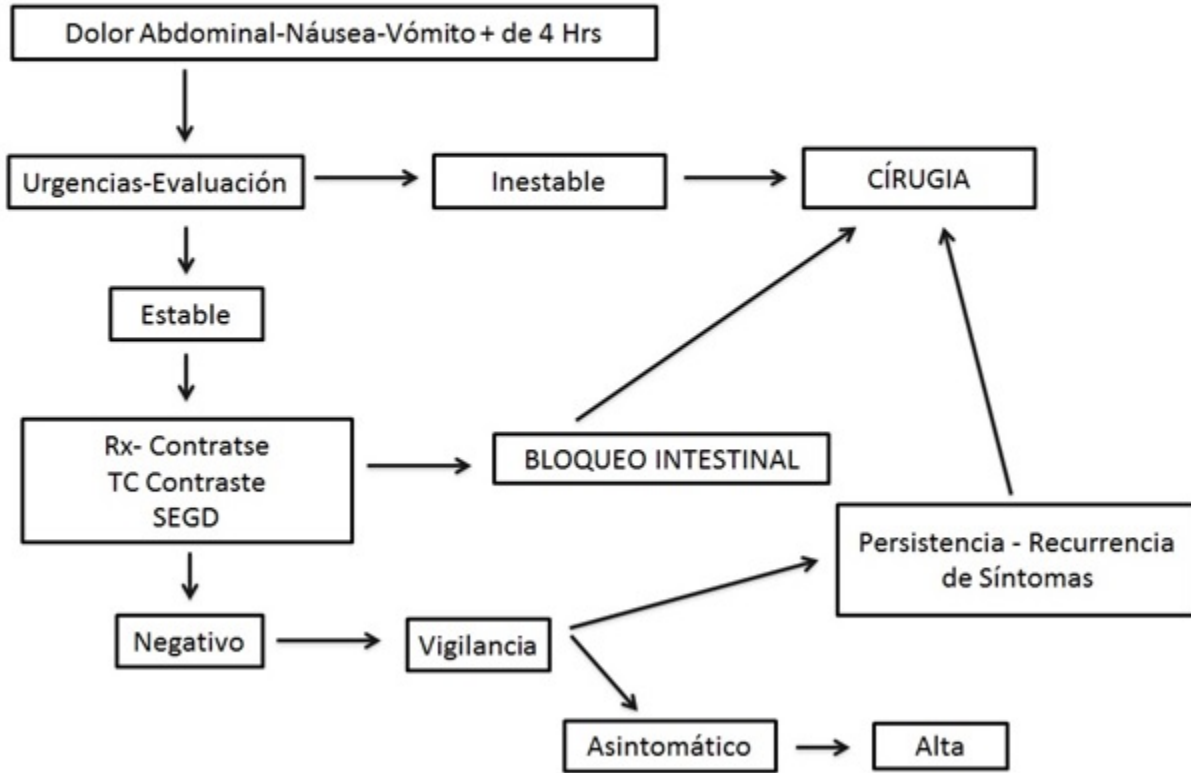 Dolor Abdominal-Náusea-Vómito + de 4 Hrs
Urgencias-Evaluación
Inestable
CÍRUGIA
Estable
Rx- Contratse
TC Contraste
SEGD
BLOQUEO INTESTINAL
Persistencia - Recurrencia
de Síntomas
Negativo
Vigilancia
Asintomático
Alta